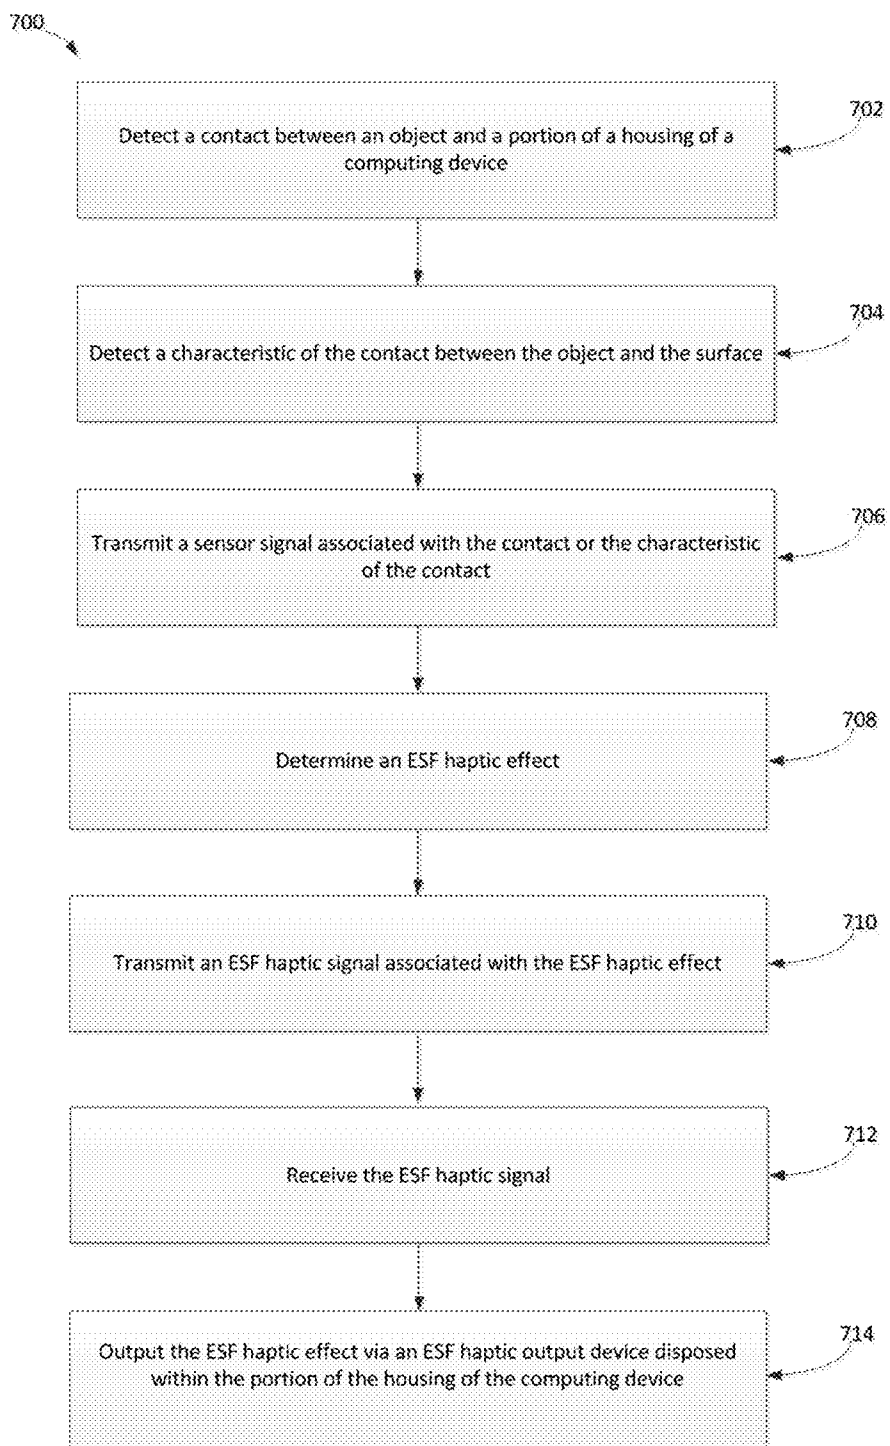 700
702
Detect a contact between an object and a portion of a housing of a
computing device
704
Detect a characteristic of the contact between the object and the surface
706
Transmit a sensor signal associated with the contact or the characteristic
of the contact
708
Determine an ESF haptic effect
710
Transmit an ESF haptic signal associated with the ESF haptic effect
712
Receive the ESF haptic signal
714
Output the ESF haptic effect via an ESF haptic output device disposed
within the portion of the housing of the computing device